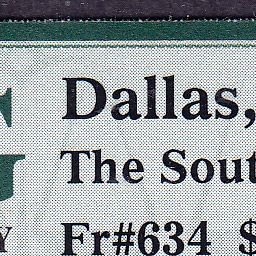 Dallas,
The Sout
Y Fr#634 $